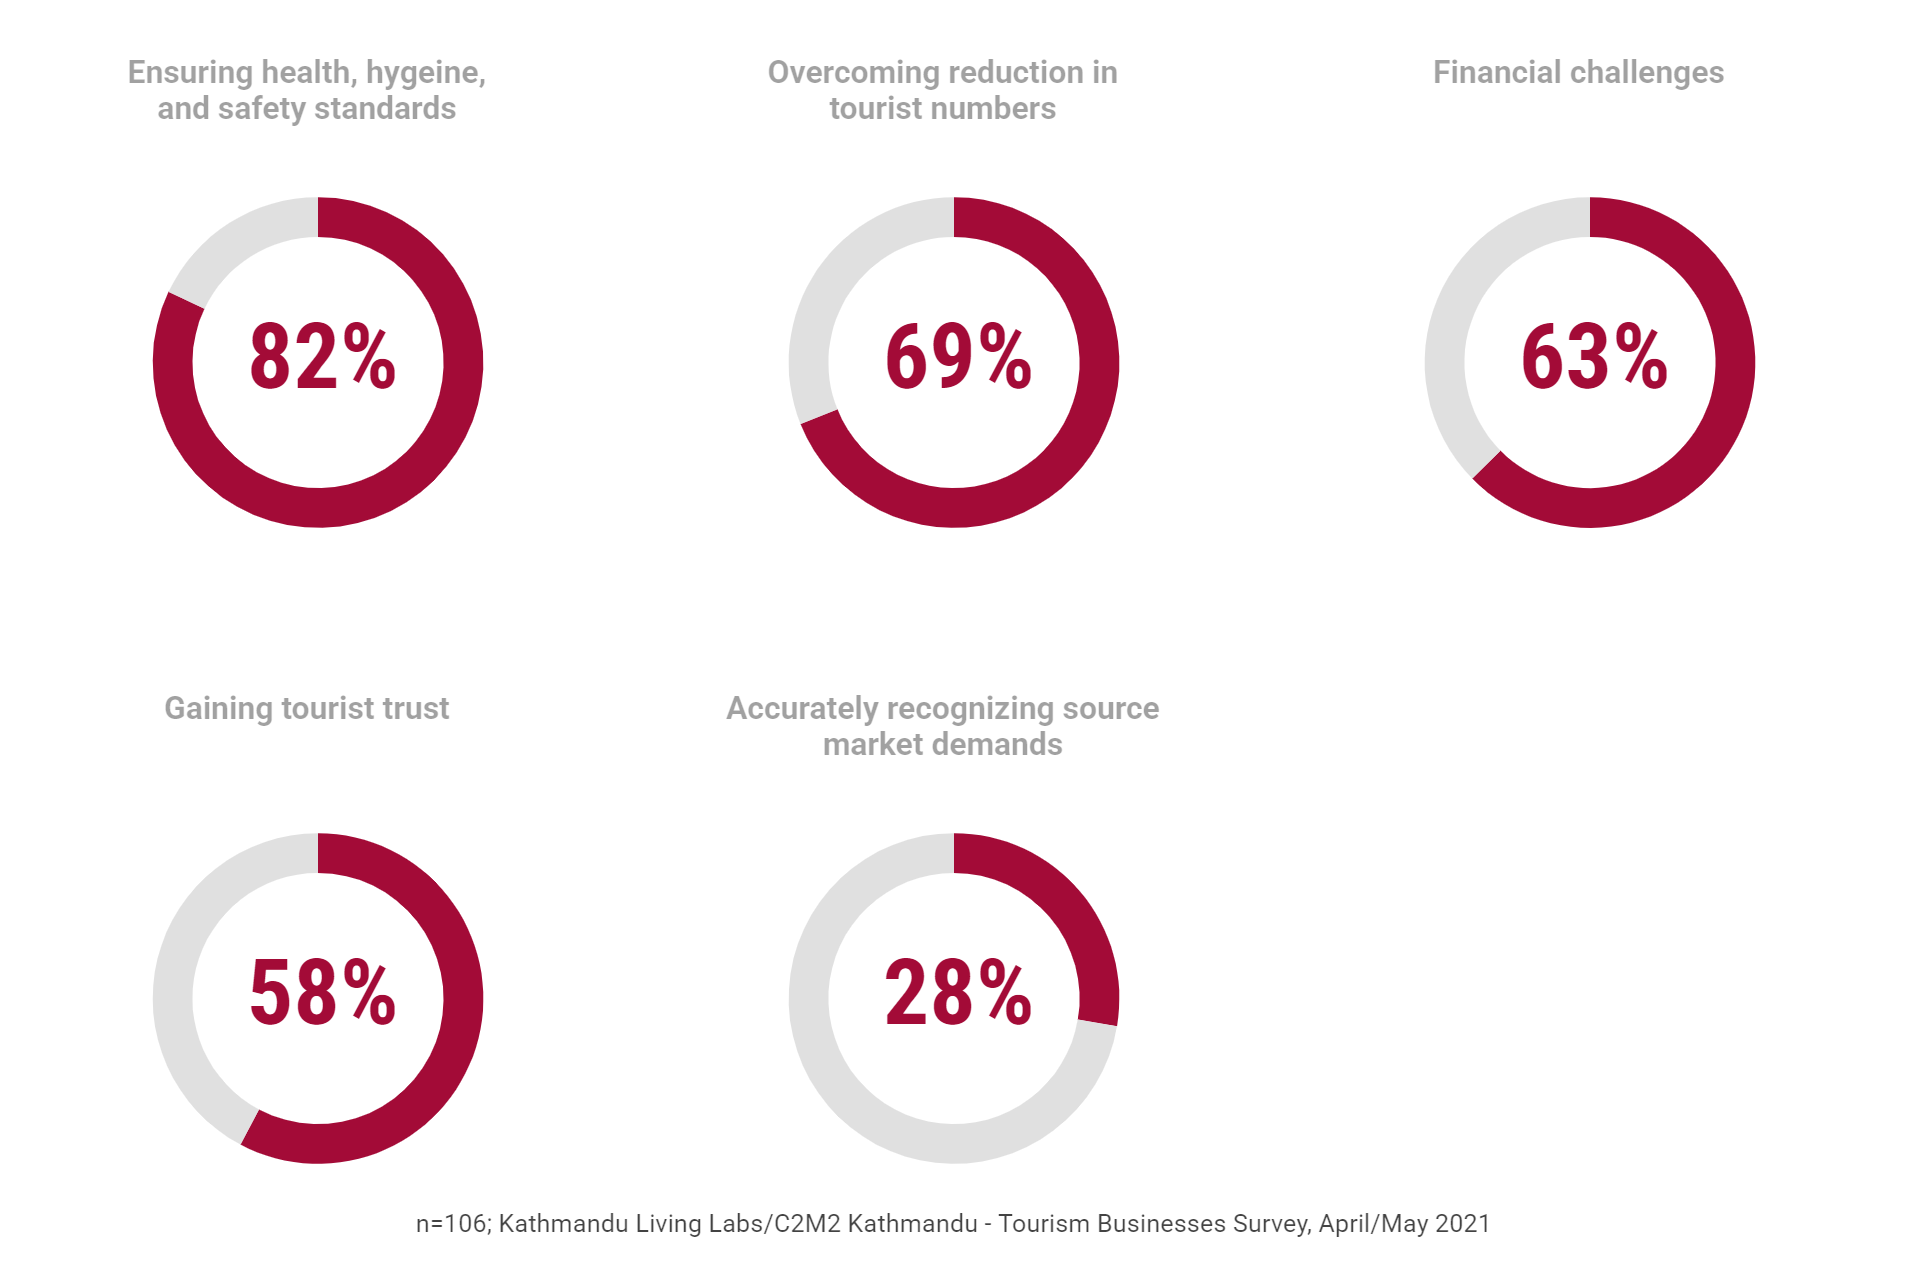 Ensuring health, hygeine,
and safety standards
82%
Overcoming reduction in
tourist numbers
69%
Financial challenges
63%
Gaining tourist trust
58%
Accurately recognizing source
market demands
28%
n=106; Kathmandu Living Labs/C2M2 Kathmandu - Tourism Businesses Survey, April/May 2021